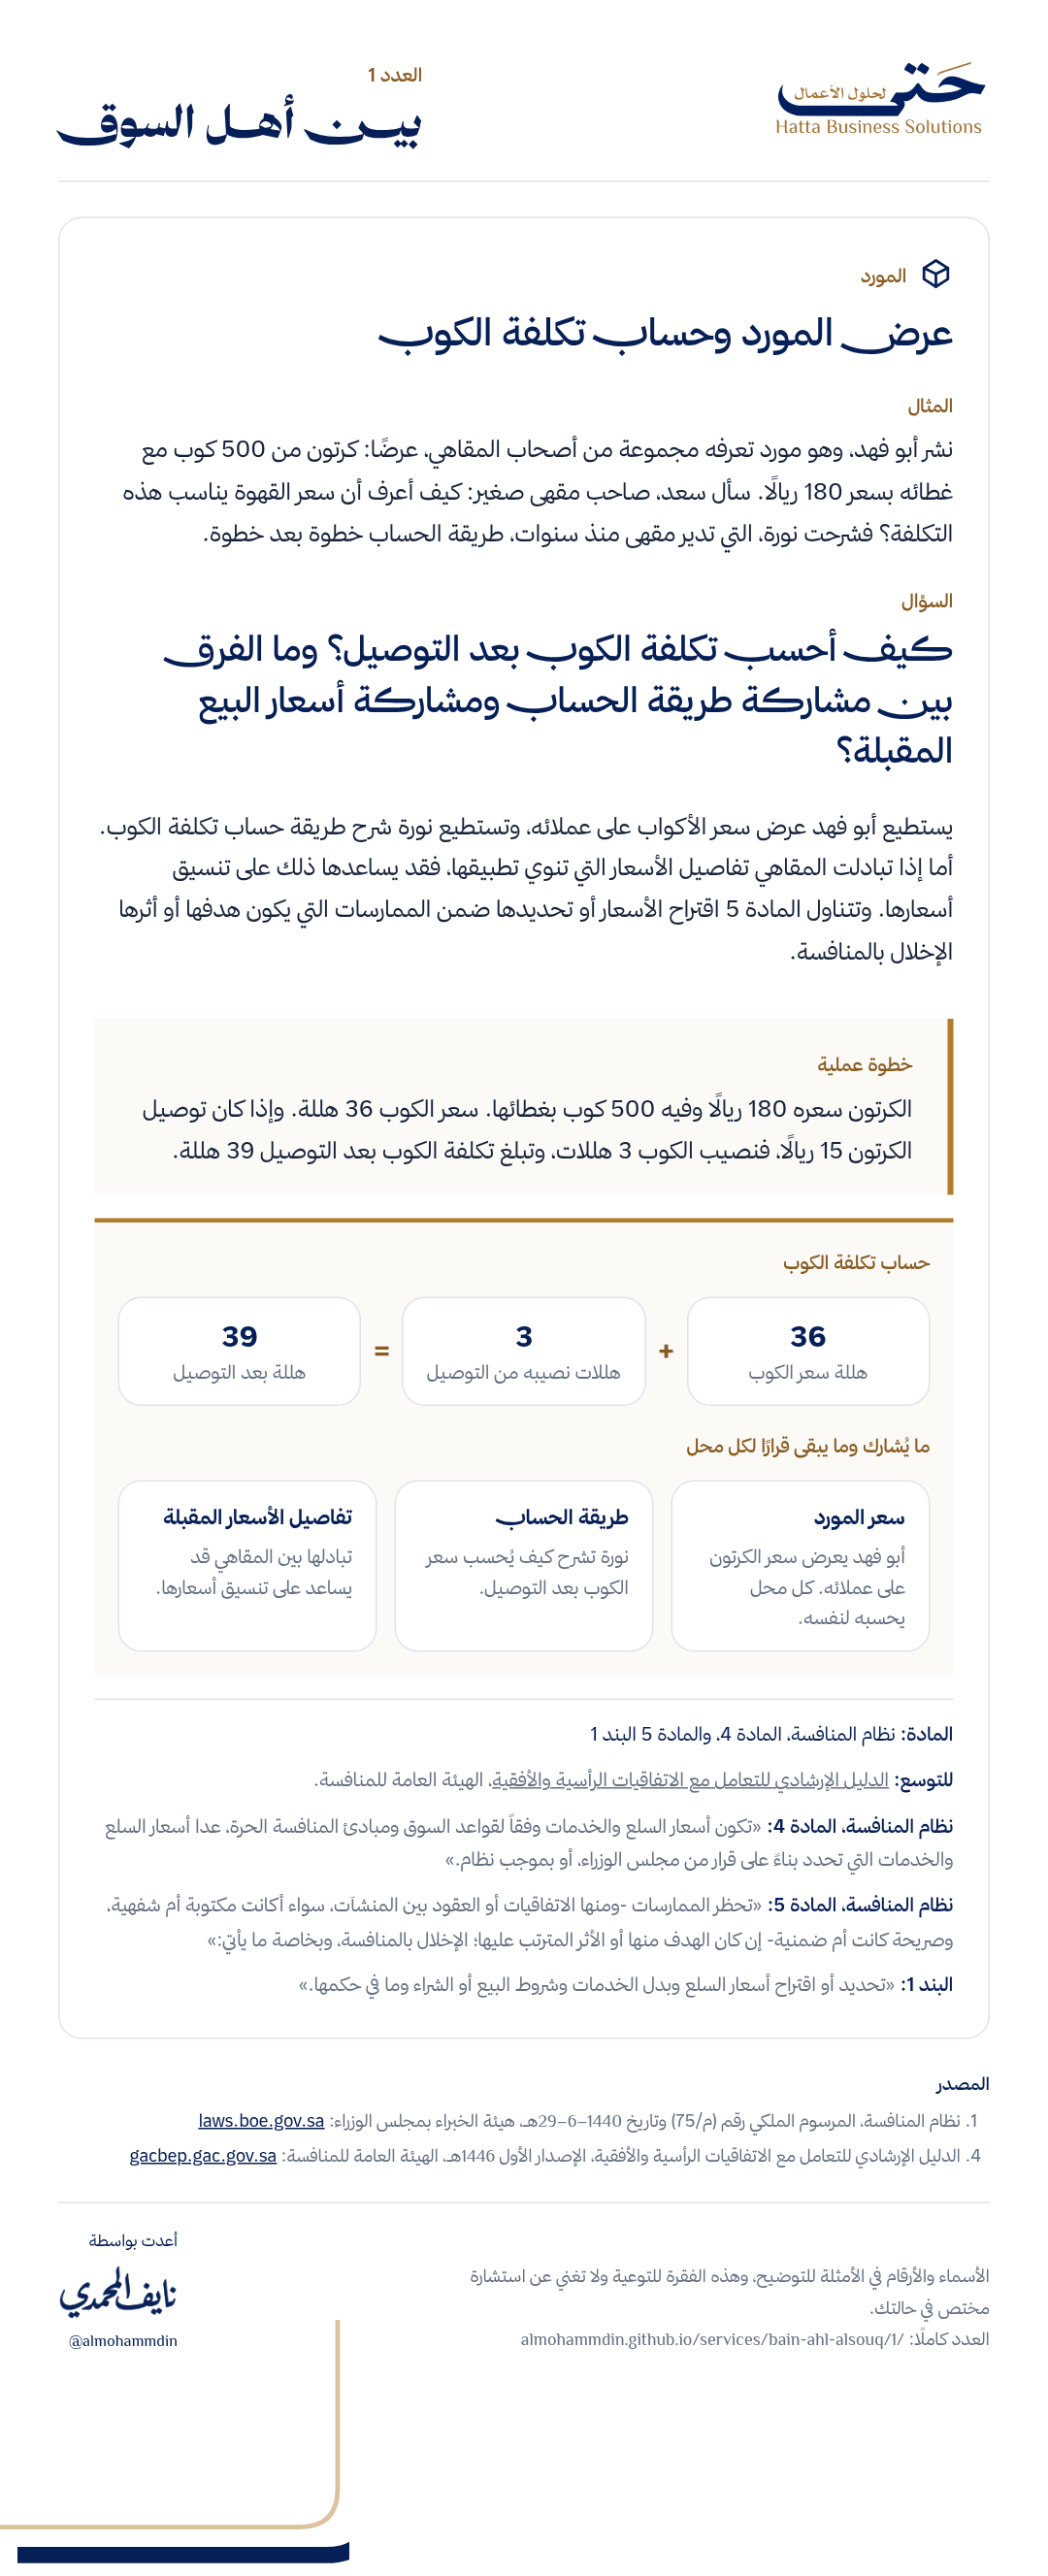 حتى
لحلول الأعمال
Hatta Business Solutions
العدد 1
بين أهل السوق
المورد
عرض المورد وحساب تكلفة الكوب
المثال
نشر أبو فهد، وهو مورد تعرفه مجموعة من أصحاب المقاهي، عرضًا: كرتون من 500 كوب مع
غطائه بسعر 180 ريالًا. سأل سعد، صاحب مقهى صغير: كيف أعرف أن سعر القهوة يناسب هذه
التكلفة؟ فشرحت نورة، التي تدير مقهى منذ سنوات، طريقة الحساب خطوة بعد خطوة.
السؤال
كيف أحسب تكلفة الكوب بعد التوصيل؟ وما الفرق
بين مشاركة طريقة الحساب ومشاركة أسعار البيع
المقبلة؟
يستطيع أبو فهد عرض سعر الأكواب على عملائه، وتستطيع نورة شرح طريقة حساب تكلفة الكوب.
أما إذا تبادلت المقاهي تفاصيل الأسعار التي تنوي تطبيقها، فقد يساعدها ذلك على تنسيق
أسعارها. وتتناول المادة 5 اقتراح الأسعار أو تحديدها ضمن الممارسات التي يكون هدفها أو أثرها
الإخلال بالمنافسة.
خطوة عملية
الكرتون سعره 180 ريالًا وفيه 500 كوب بغطائها. سعر الكوب 36 هللة. وإذا كان توصيل
الكرتون 15 ريالًا، فنصيب الكوب 3 هللات، وتبلغ تكلفة الكوب بعد التوصيل 39 هللة.
حساب تكلفة الكوب
36
هللة سعر الكوب
+
3
هللات نصيبه من التوصيل
=
39
هللة بعد التوصيل
ما يُشارك وما يبقى قرارًا لكل محل
سعر المورد
أبو فهد يعرض سعر الكرتون
على عملائه. كل محل
يحسبه لنفسه.
طريقة الحساب
نورة تشرح كيف يُحسب سعر
الكوب بعد التوصيل.
تفاصيل الأسعار المقبلة
تبادلها بين المقاهي قد
يساعد على تنسيق أسعارها.
المادة: نظام المنافسة، المادة 4، والمادة 5 البند 1
للتوسع: الدليل الإرشادي للتعامل مع الاتفاقيات الرأسية والأفقية، الهيئة العامة للمنافسة.
نظام المنافسة، المادة 4: «تكون أسعار السلع والخدمات وفقاً لقواعد السوق ومبادئ المنافسة الحرة، عدا أسعار السلع
والخدمات التي تحدد بناءً على قرار من مجلس الوزراء، أو بموجب نظام.»
نظام المنافسة، المادة 5: «تحظر الممارسات -ومنها الاتفاقيات أو العقود بين المنشآت، سواء أكانت مكتوبة أم شفهية،
وصريحة كانت أم ضمنية- إن كان الهدف منها أو الأثر المترتب عليها؛ الإخلال بالمنافسة، وبخاصة ما يأتي:»
البند 1: «تحديد أو اقتراح أسعار السلع وبدل الخدمات وشروط البيع أو الشراء وما في حكمها.»
المصدر
1. نظام المنافسة، المرسوم الملكي رقم (م/75) وتاريخ 29–6–1440هـ، هيئة الخبراء بمجلس الوزراء: laws.boe.gov.sa
4. الدليل الإرشادي للتعامل مع الاتفاقيات الرأسية والأفقية، الإصدار الأول 1446هـ، الهيئة العامة للمنافسة: gacbep.gac.gov.sa
الأسماء والأرقام في الأمثلة للتوضيح، وهذه الفقرة للتوعية ولا تغني عن استشارة
مختص في حالتك.
العدد كاملًا: almohammdin.github.io/services/bain-ahl-alsouq/1/
أعدت بواسطة
نايف المحمدي
@almohammdin